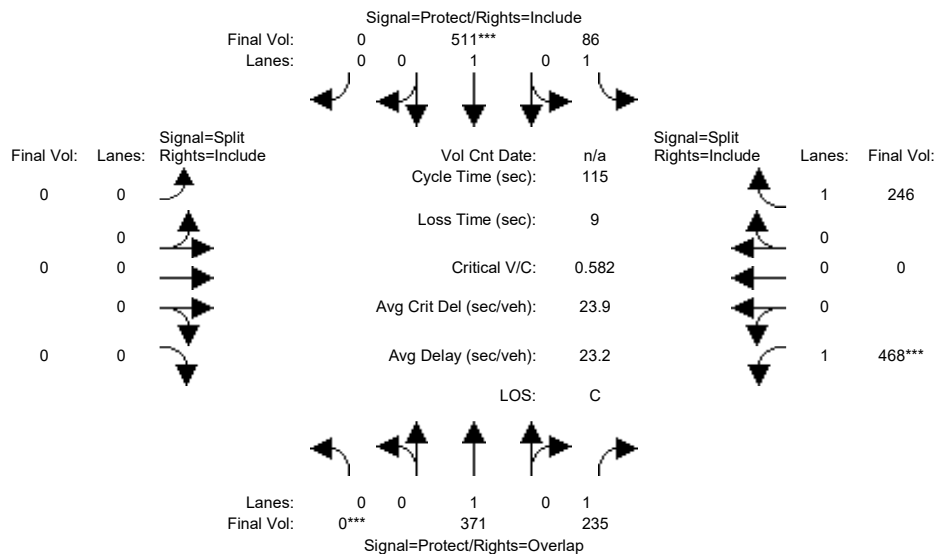 Signal=Protect/Rights=Include
Final Vol: 0 511*** 86
Lanes: 0 0 1 0 1
Signal=Split
Final Vol: Lanes: Rights=Include
Vol Cnt Date: n/a
Signal=Split
Rights=Include Lanes: Final Vol:
Cycle Time (sec): 115
0 0
1 246
Loss Time (sec): 9
0
0
0 0
Critical V/C: 0.582
0 0
0
Avg Crit Del (sec/veh): 23.9
0
0 0
Avg Delay (sec/veh): 23.2
1 468***
LOS: C
Lanes: 0 0 1 0 1
Final Vol: 0*** 371 235
Signal=Protect/Rights=Overlap